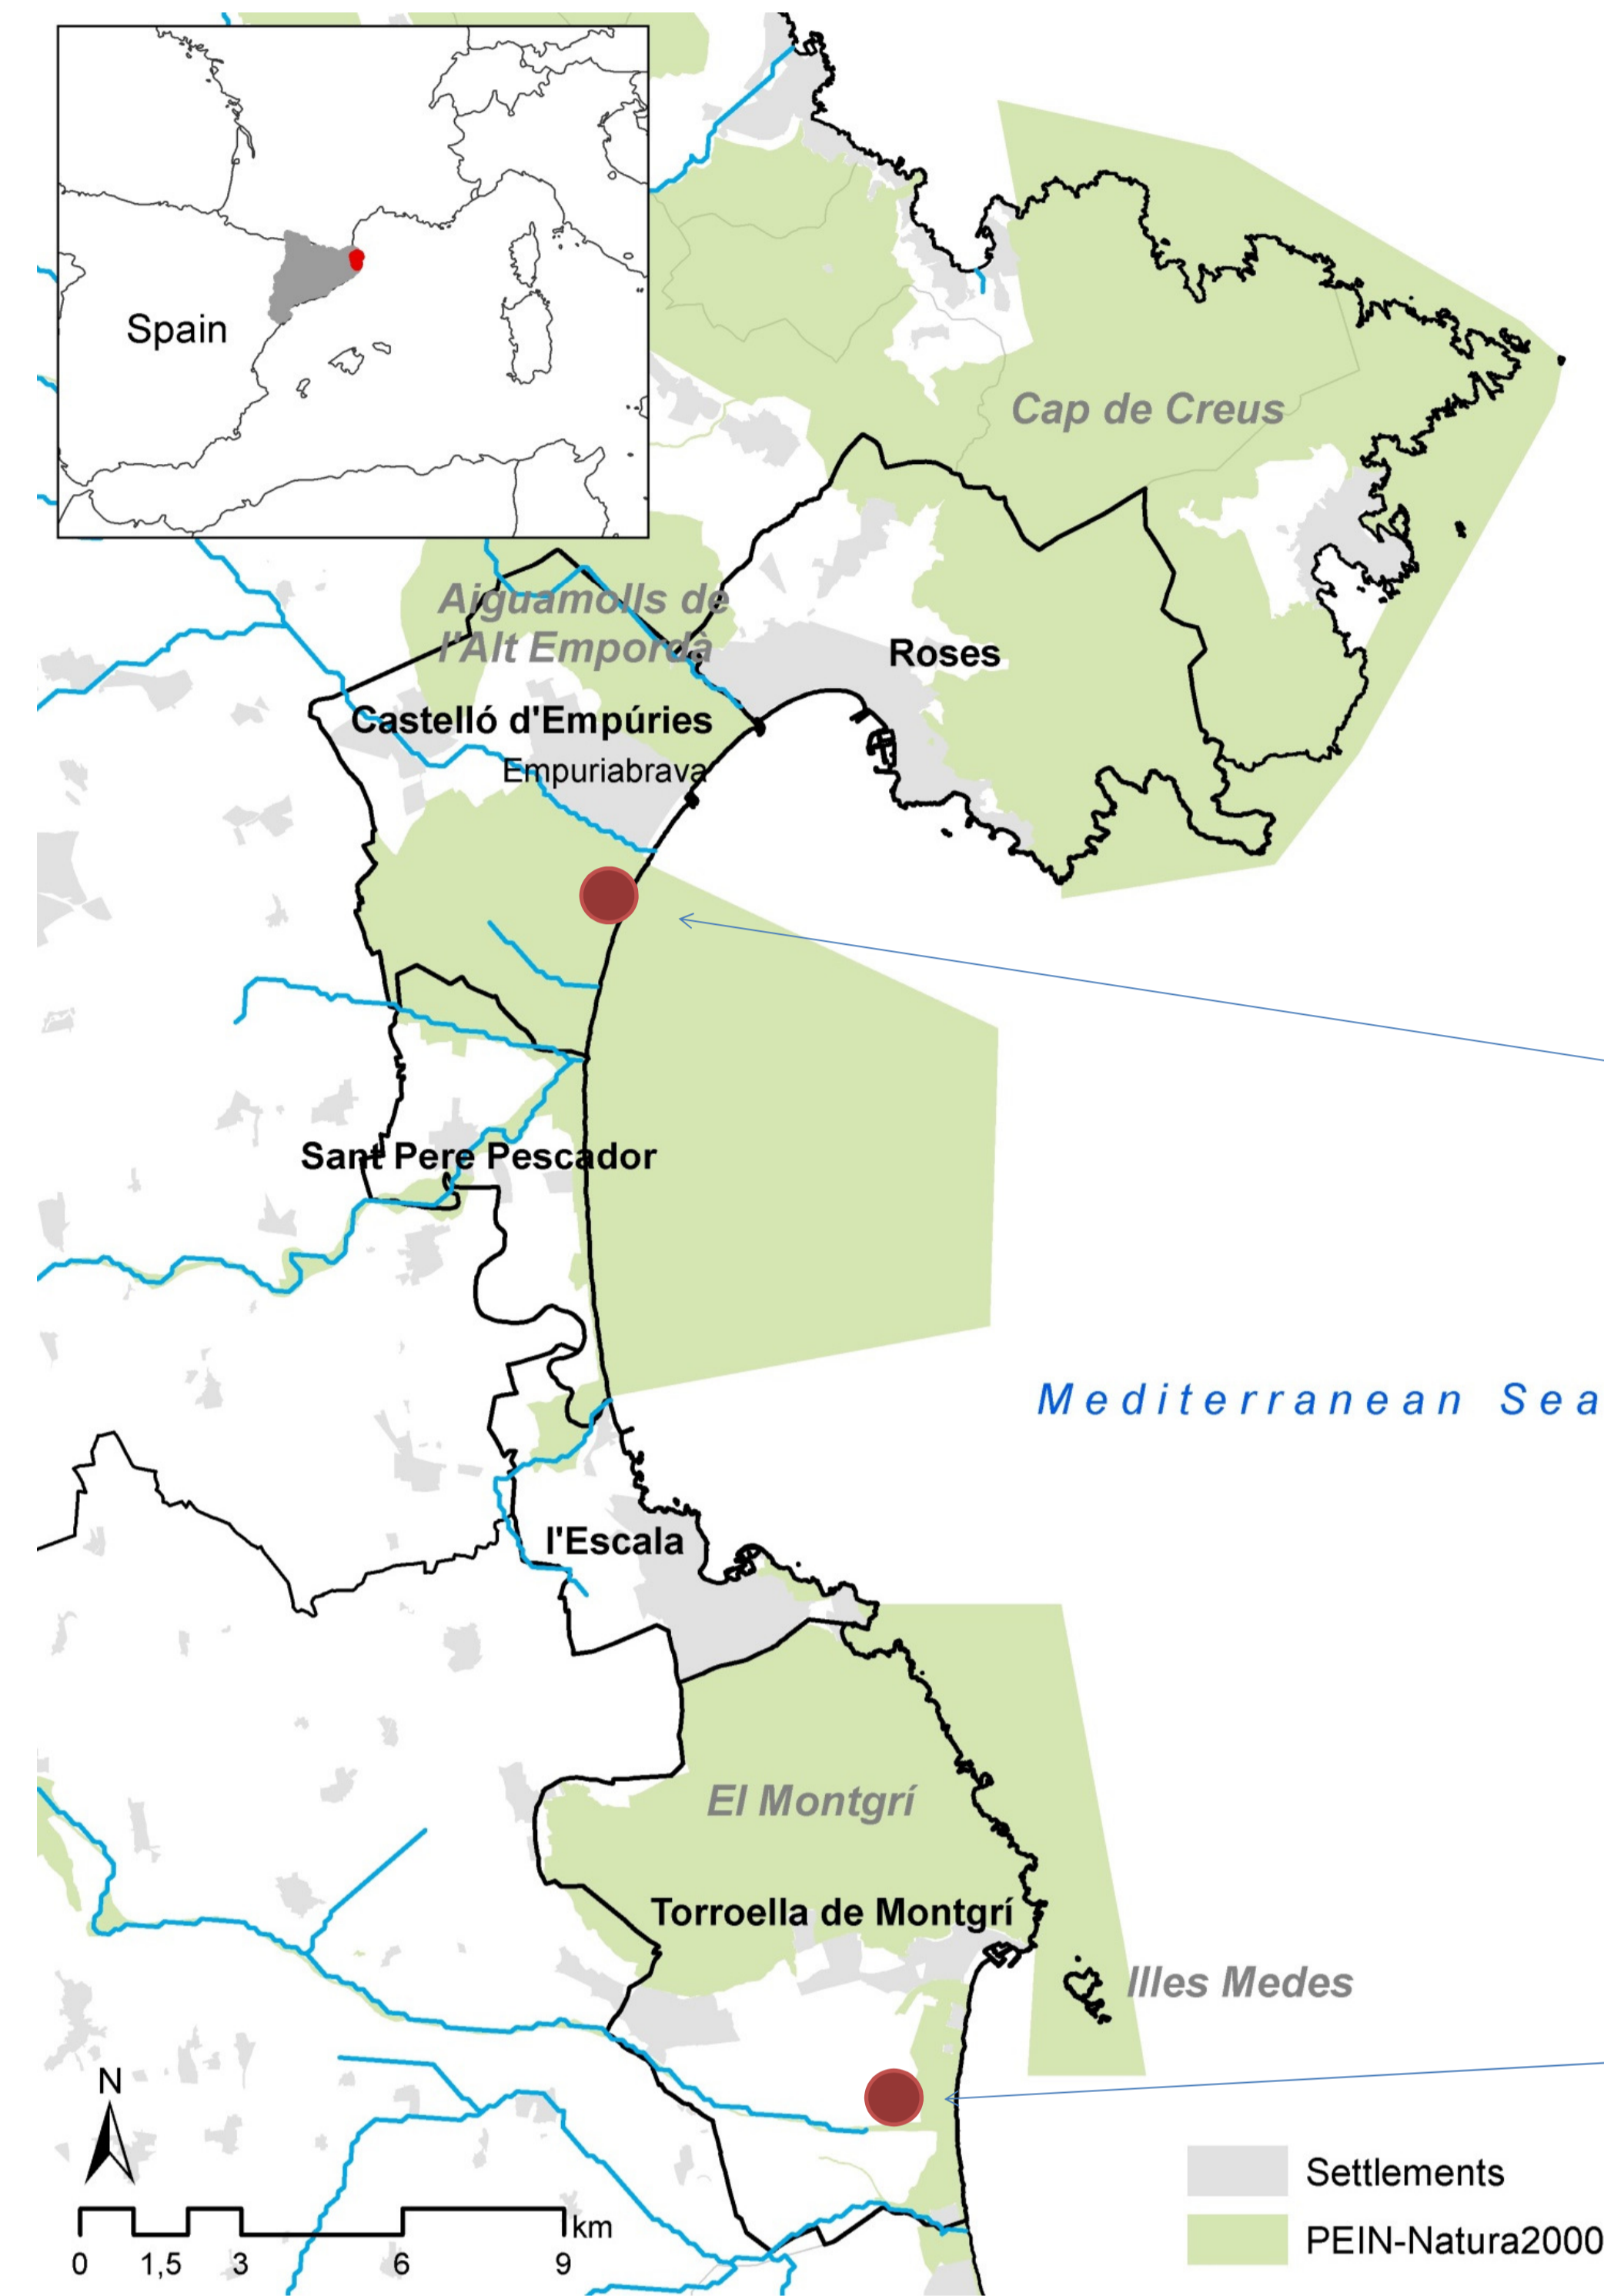 Spain
Cap de Creus
Aiguamolls de
l'Alt Empordà
Roses
Castelló d'Empúries
Empuriabrava
Sant Pere Pescador
Mediterranean Sea
l'Escala
El Montgrí
Torroella de Montgrí
Illes Medes
N
km
0 1,5 3 6 9
Settlements
PEIN-Natura2000